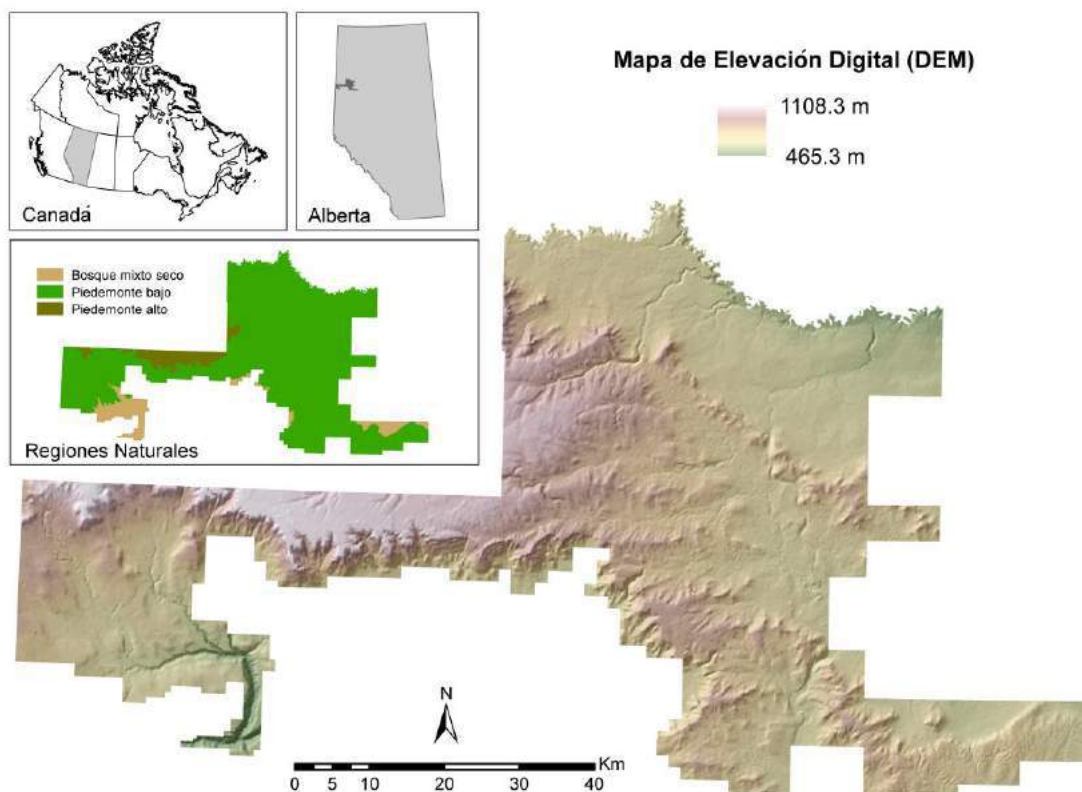 Canadá
Alberta
Mapa de Elevación Digital (DEM)
1108.3 m
465.3 m
Bosque mixto seco
Piedemonte bajo
Piedemonte alto
Regiones Naturales
N
Km
0 5 10 20 30 40